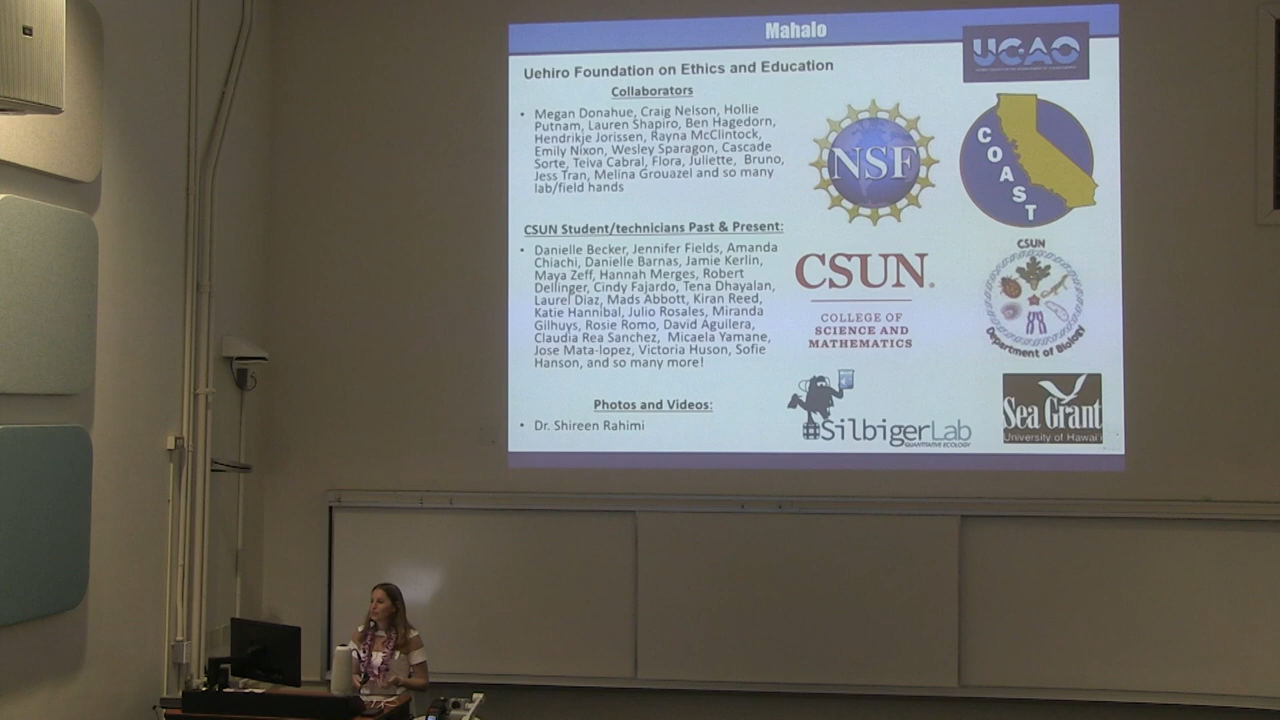 Mahalo
UC-AO
Uehiro Foundation on Ethics and Education
Collaborators
• Megan Donahue, Craig Nelson, Hollie
Putnam, Lauren Shapiro, Ben Hagedorn,
Hendrikje Jorissen, Rayna McClintock,
Emily Nixon, Wesley Sparagon, Cascade
Sorte, Teiva Cabral, Flora, Juliette, Bruno,
Jess Tran, Melina Grouazel and so many
lab/field hands
NSF
COAST
CSUN Student/technicians Past & Present:
• Danielle Becker, Jennifer Fields, Amanda
Chiachi, Danielle Barnas, Jamie Kerlin,
Maya Zeff, Hannah Merges, Robert
Dellinger, Cindy Fajardo, Tena Dhayalan,
Laurel Diaz, Mads Abbott, Kiran Reed,
Katie Hannibal, Julio Rosales, Miranda
Gilhuys, Rosie Romo, David Aguilera,
Claudia Rea Sanchez, Micaela Yamane,
Jose Mata-lopez, Victoria Huson, Sofie
Hanson, and so many more!
CSUN.
COLLEGE OF
SCIENCE AND
MATHEMATICS
CSUN
Department of Biology
Photos and Videos:
• Dr. Shireen Rahimi
#SilbigerLab
QUANTITATIVE ECOLOGY
Sea Grant
University of Hawai'i